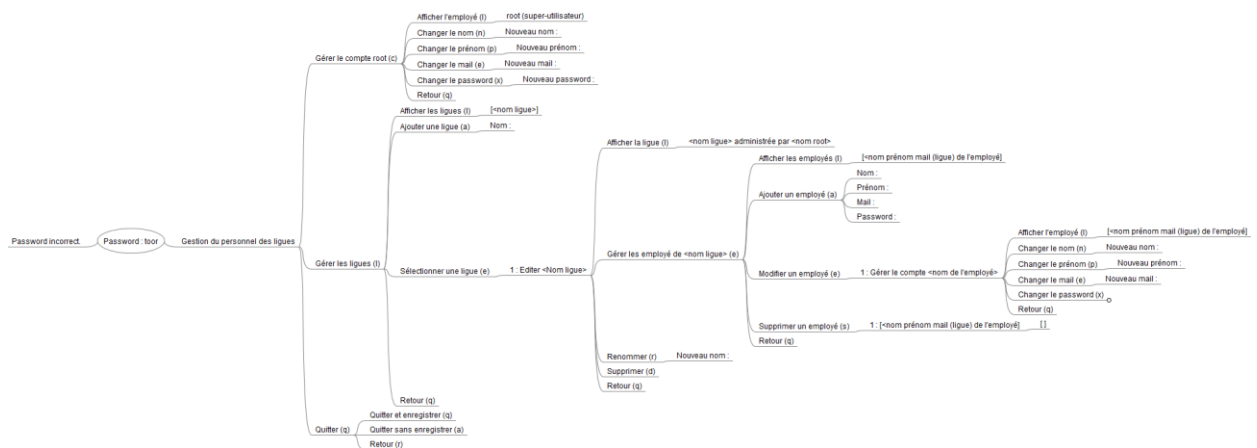 Password incorrect.
Password : toor
Gestion du personnel des ligues
Gérer le compte root (c)
Afficher l'employé (l)
root (super-utilisateur)
Changer le nom (n)
Nouveau nom :
Changer le prénom (p)
Nouveau prénom :
Changer le mail (e)
Nouveau mail :
Changer le password (x)
Nouveau password :
Retour (q)
Gérer les ligues (l)
Afficher les ligues (l)
[<nom ligue>]
Ajouter une ligue (a)
Nom :
Sélectionner une ligue (e)
1 : Editer <Nom ligue>
Afficher la ligue (l)
<nom ligue> administrée par <nom root>
Gérer les employé de <nom ligue> (e)
Afficher les employés (l)
[<nom prénom mail (ligue) de l'employé]
Ajouter un employé (a)
Nom :
Prénom :
Mail :
Password :
Modifier un employé (e)
1 : Gérer le compte <nom de l'employé>
Afficher l'employé (l)
[<nom prénom mail (ligue) de l'employé]
Changer le nom (n)
Nouveau nom :
Changer le prénom (p)
Nouveau prénom :
Changer le mail (e)
Nouveau mail :
Changer le password (x)
Retour (q)
Supprimer un employé (s)
1 : [<nom prénom mail (ligue) de l'employé]
[ ]
Retour (q)
Renommer (r)
Nouveau nom :
Supprimer (d)
Retour (q)
Retour (q)
Quitter (q)
Quitter et enregistrer (q)
Quitter sans enregistrer (a)
Retour (r)